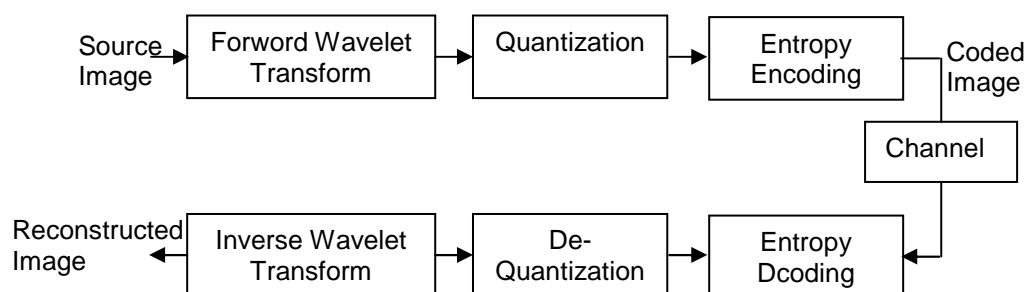 Source
Image
Forword Wavelet
Transform
Quantization
Entropy
Encoding
Coded
Image
Channel
Reconstructed
Image
Inverse Wavelet
Transform
De-
Quantization
Entropy
Dcoding